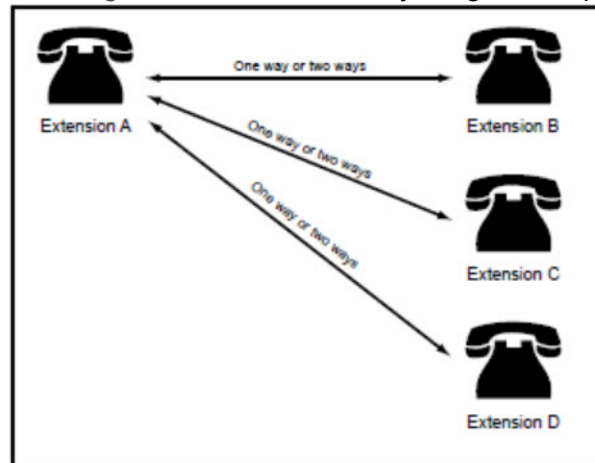 One way or two ways
Extension A
Extension B
One way or two ways
One way or two ways
Extension C
Extension D